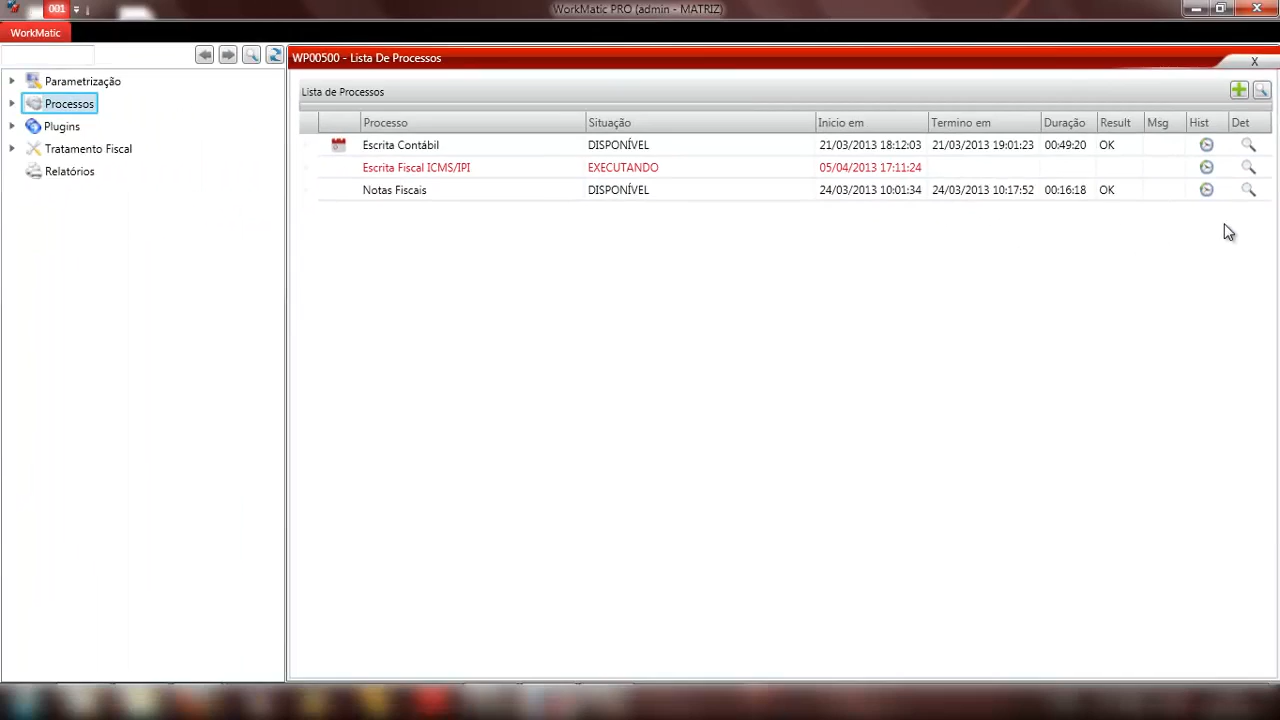 001
WorkMatic PRO (admin - MATRIZ)
WorkMatic
WP00500 - Lista De Processos
X
Parametrização
Processos
Plugins
Tratamento Fiscal
Relatórios
Lista de Processos
Processo Situação Inicio em Termino em Duração Result Msg Hist Det
Escrita Contábil DISPONÍVEL 21/03/2013 18:12:03 21/03/2013 19:01:23 00:49:20 OK
Escrita Fiscal ICMS/IPI EXECUTANDO 05/04/2013 17:11:24
Notas Fiscais DISPONÍVEL 24/03/2013 10:01:34 24/03/2013 10:17:52 00:16:18 OK